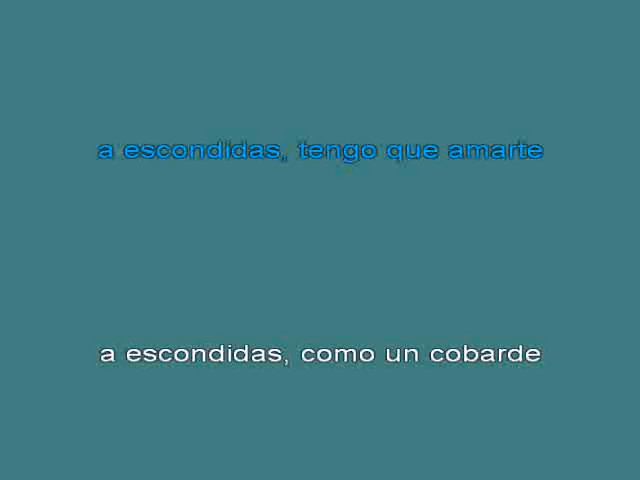 a escondidas, tengo que amarte
a escondidas, como un cobarde